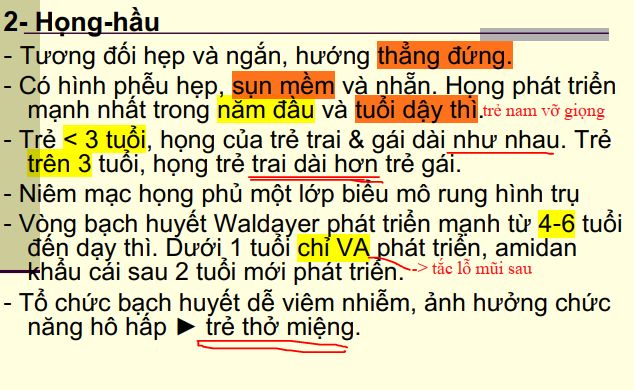 2- Họng-hầu
- Tương đối hẹp và ngắn, hướng thẳng đứng.
- Có hình phễu hẹp, sụn mềm và nhẵn. Họng phát triển
mạnh nhất trong năm đầu và tuổi dậy thì. trẻ nam vỡ giọng
- Trẻ < 3 tuổi, họng của trẻ trai & gái dài như nhau. Trẻ
trên 3 tuổi, họng trẻ trai dài hơn trẻ gái.
- Niêm mạc họng phủ một lớp biểu mô rung hình trụ
- Vòng bạch huyết Waldayer phát triển mạnh từ 4-6 tuổi
đến dạy thì. Dưới 1 tuổi chỉ VA phát triển, amidan
khẩu cái sau 2 tuổi mới phát triển. -> tắc lỗ mũi sau
- Tổ chức bạch huyết dễ viêm nhiễm, ảnh hưởng chức
năng hô hấp ► trẻ thở miệng.